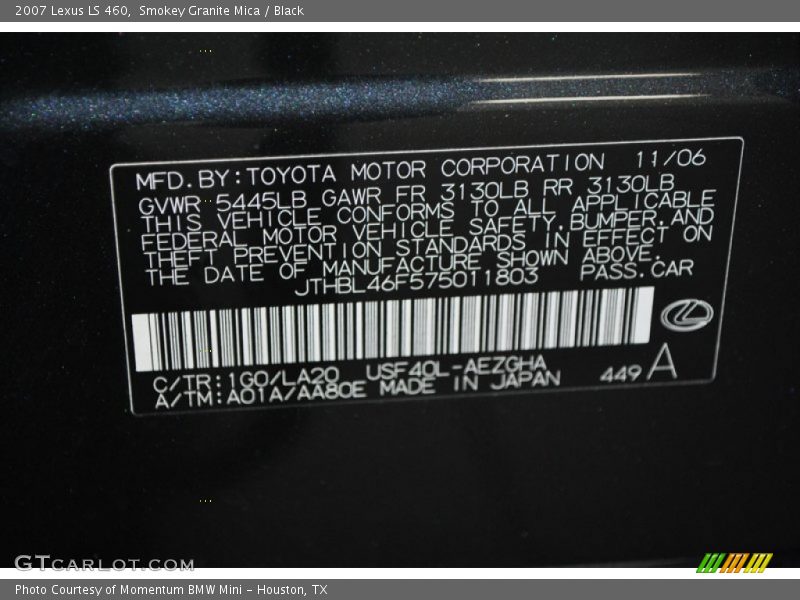 2007 Lexus LS 460, Smokey Granite Mica / Black
MFD. BY: TOYOTA MOTOR CORPORATION 11/06
GVWR 5445LB GAWR FR 3130LB RR 3130LB
THIS VEHICLE CONFORMS TO ALL APPLICABLE
FEDERAL MOTOR VEHICLE SAFETY, BUMPER, AND
THEFT PREVENTION STANDARDS IN EFFECT ON
THE DATE OF MANUFACTURE SHOWN ABOVE.
JTHBL46F575011803 PASS. CAR
C/TR: 1G0/LA20 USF40L-AEZGHA
A/TM: A01A/AA80E MADE IN JAPAN 449 A
GTCARLOT.COM
Photo Courtesy of Momentum BMW Mini - Houston, TX